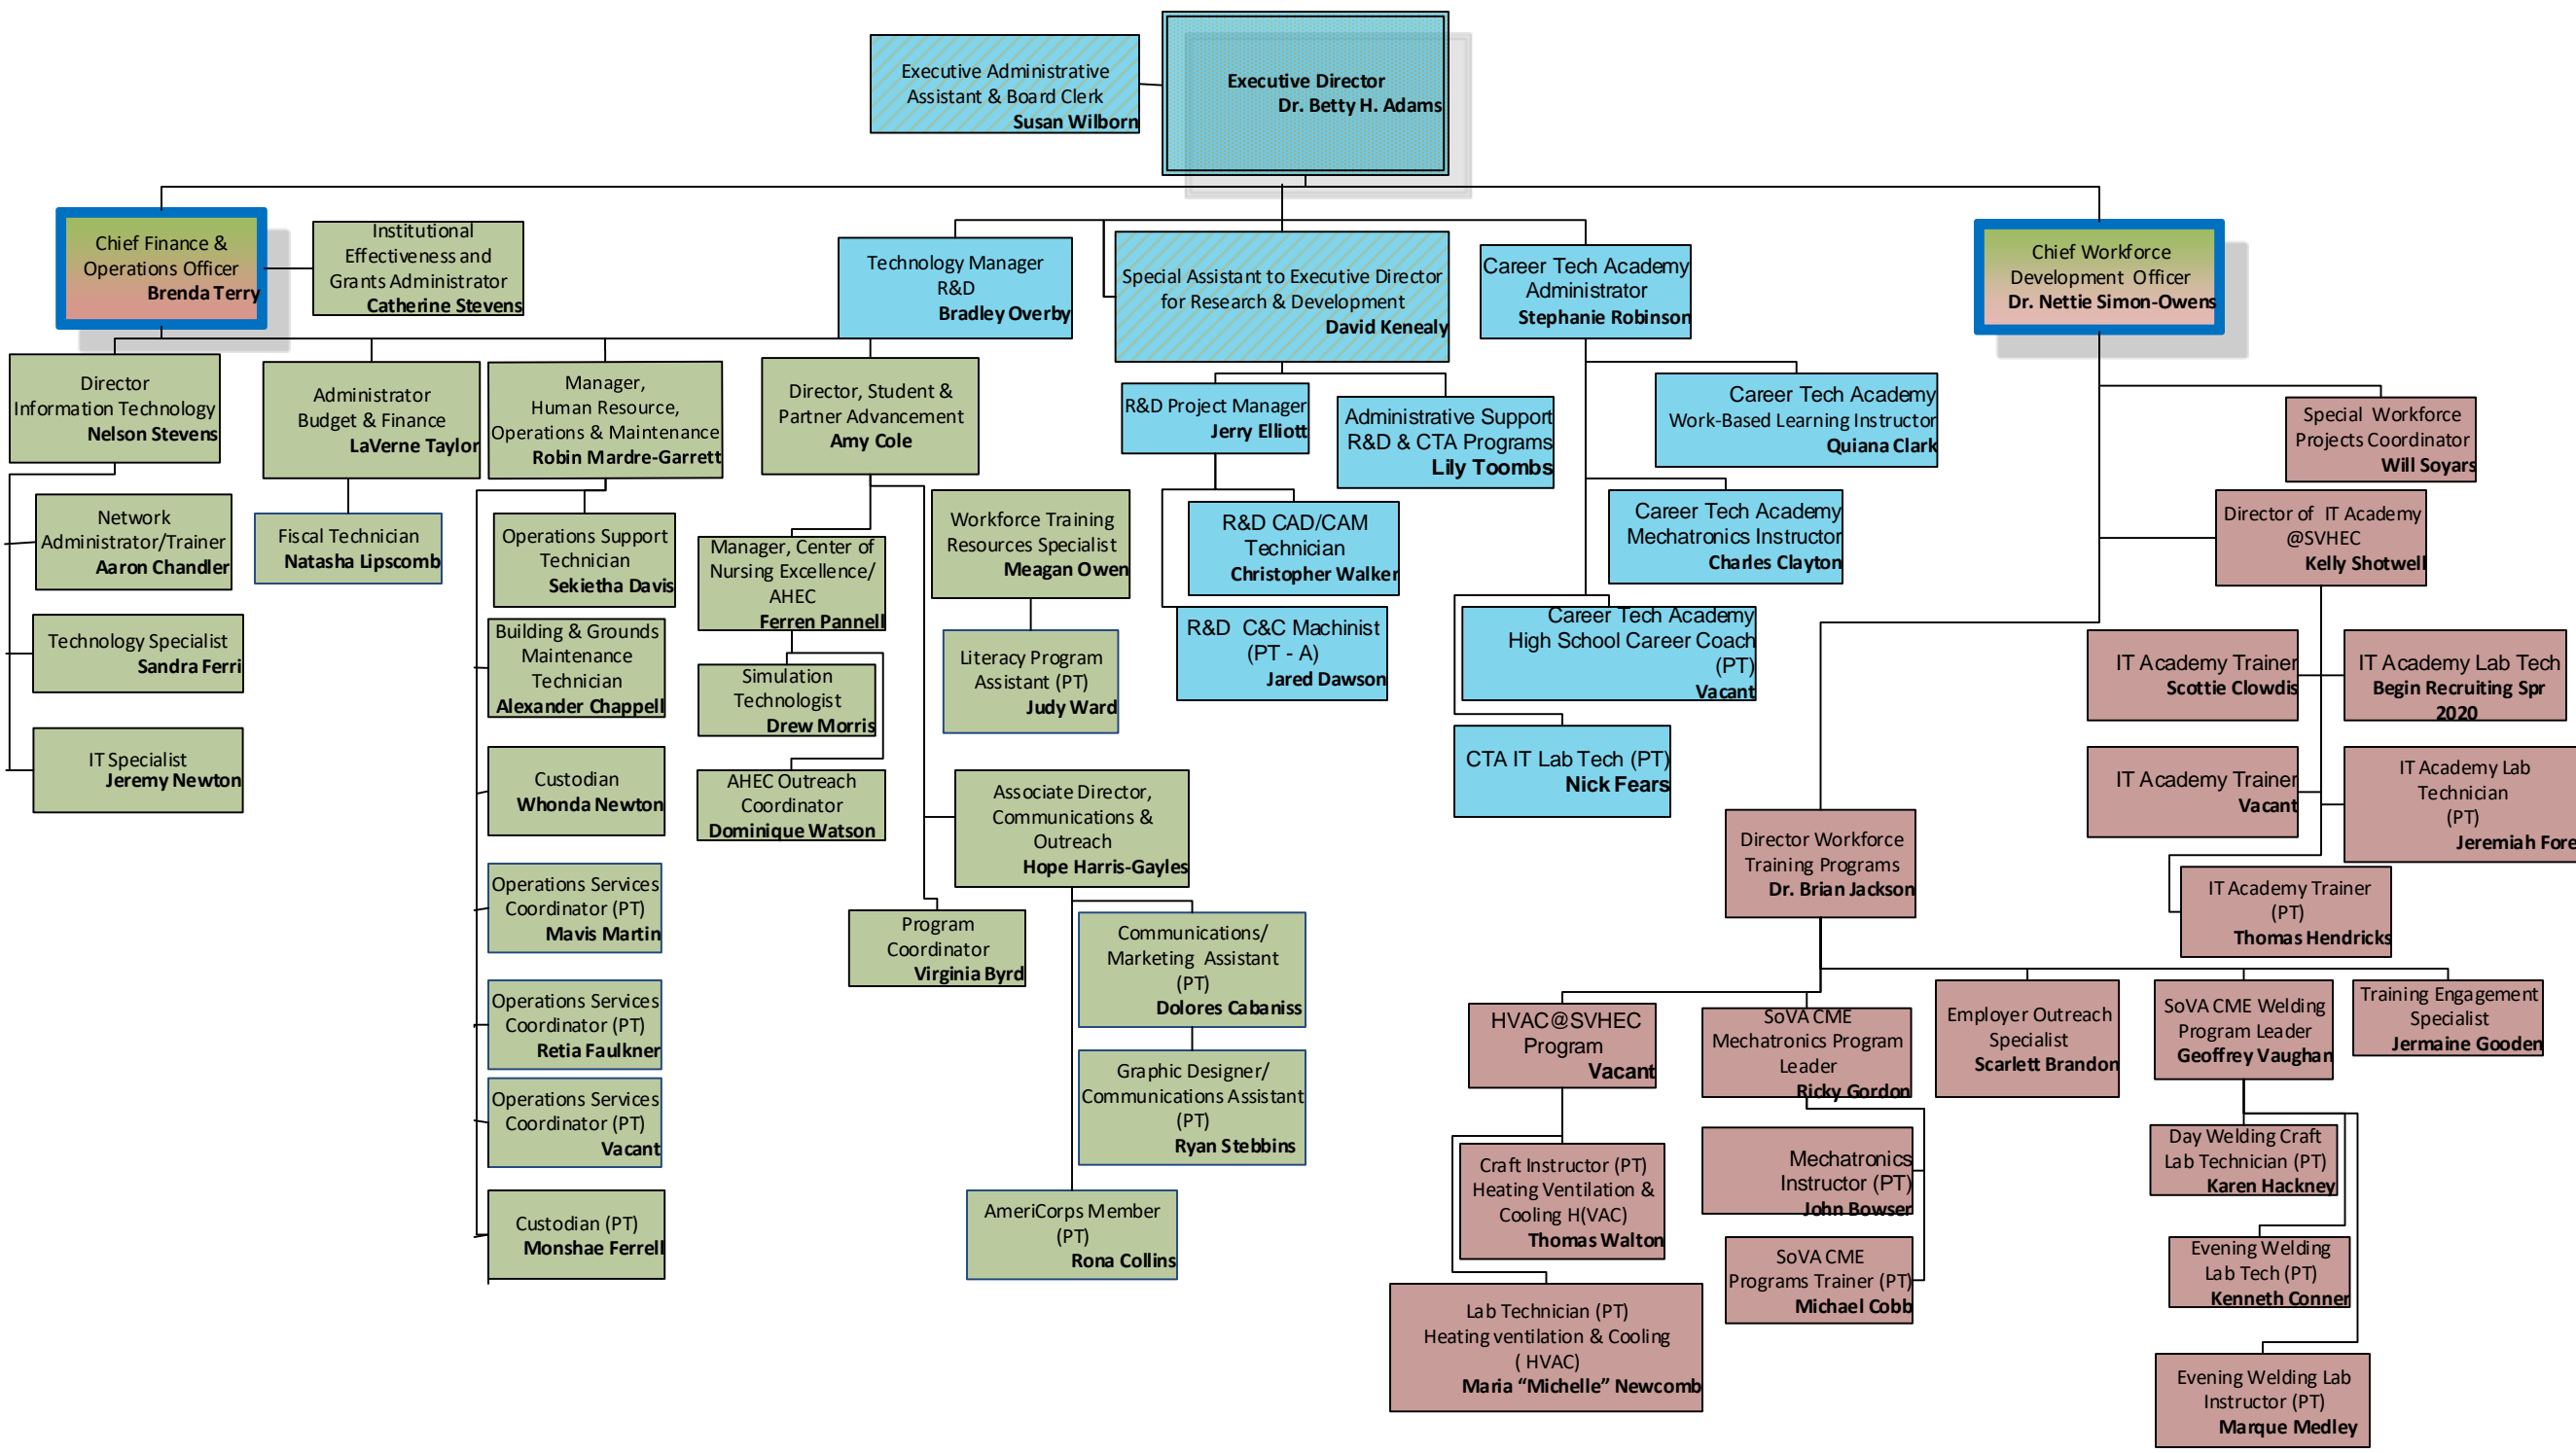 Executive Administrative
Assistant & Board Clerk
Susan Wilborn
Executive Director
Dr. Betty H. Adams
Chief Finance &
Operations Officer
Brenda Terry
Institutional
Effectiveness and
Grants Administrator
Catherine Stevens
Technology Manager
R&D
Bradley Overby
Special Assistant to Executive Director
for Research & Development
David Kenealy
Career Tech Academy
Administrator
Stephanie Robinson
Chief Workforce
Development Officer
Dr. Nettie Simon-Owens
Director
Information Technology
Nelson Stevens
Administrator
Budget & Finance
LaVerne Taylor
Manager,
Human Resource,
Operations & Maintenance
Robin Mardre-Garrett
Director, Student &
Partner Advancement
Amy Cole
R&D Project Manager
Jerry Elliott
Administrative Support
R&D & CTA Programs
Lily Toombs
Career Tech Academy
Work-Based Learning Instructor
Quiana Clark
Special Workforce
Projects Coordinator
Will Soyars
Network
Administrator/Trainer
Aaron Chandler
Fiscal Technician
Natasha Lipscomb
Operations Support
Technician
Sekietha Davis
Manager, Center of
Nursing Excellence/
AHEC
Ferren Pannell
Workforce Training
Resources Specialist
Meagan Owen
R&D CAD/CAM
Technician
Christopher Walker
Career Tech Academy
Mechatronics Instructor
Charles Clayton
Director of IT Academy
@SVHEC
Kelly Shotwell
Technology Specialist
Sandra Ferri
Building & Grounds
Maintenance
Technician
Alexander Chappell
Simulation
Technologist
Drew Morris
Literacy Program
Assistant (PT)
Judy Ward
R&D C&C Machinist
(PT - A)
Jared Dawson
Career Tech Academy
High School Career Coach
(PT)
Vacant
IT Academy Trainer
Scottie Clowdis
IT Academy Lab Tech
Begin Recruiting Spr
2020
IT Specialist
Jeremy Newton
Custodian
Whonda Newton
AHEC Outreach
Coordinator
Dominique Watson
Associate Director,
Communications &
Outreach
Hope Harris-Gayles
CTA IT Lab Tech (PT)
Nick Fears
IT Academy Trainer
Vacant
IT Academy Lab
Technician
(PT)
Jeremiah Fore
Director Workforce
Training Programs
Dr. Brian Jackson
IT Academy Trainer
(PT)
Thomas Hendricks
Operations Services
Coordinator (PT)
Mavis Martin
Program
Coordinator
Virginia Byrd
Communications/
Marketing Assistant
(PT)
Dolores Cabaniss
Operations Services
Coordinator (PT)
Retia Faulkner
Graphic Designer/
Communications Assistant
(PT)
Ryan Stebbins
HVAC@SVHEC
Program
Vacant
SoVA CME
Mechatronics Program
Leader
Ricky Gordon
Employer Outreach
Specialist
Scarlett Brandon
SoVA CME Welding
Program Leader
Geoffrey Vaughan
Training Engagement
Specialist
Jermaine Gooden
Operations Services
Coordinator (PT)
Vacant
Craft Instructor (PT)
Heating Ventilation &
Cooling H(VAC)
Thomas Walton
Mechatronics
Instructor (PT)
John Bowser
Day Welding Craft
Lab Technician (PT)
Karen Hackney
Custodian (PT)
Monshae Ferrell
AmeriCorps Member
(PT)
Rona Collins
SoVA CME
Programs Trainer (PT)
Michael Cobb
Evening Welding
Lab Tech (PT)
Kenneth Conner
Lab Technician (PT)
Heating ventilation & Cooling
( HVAC)
Maria “Michelle” Newcomb
Evening Welding Lab
Instructor (PT)
Marque Medley